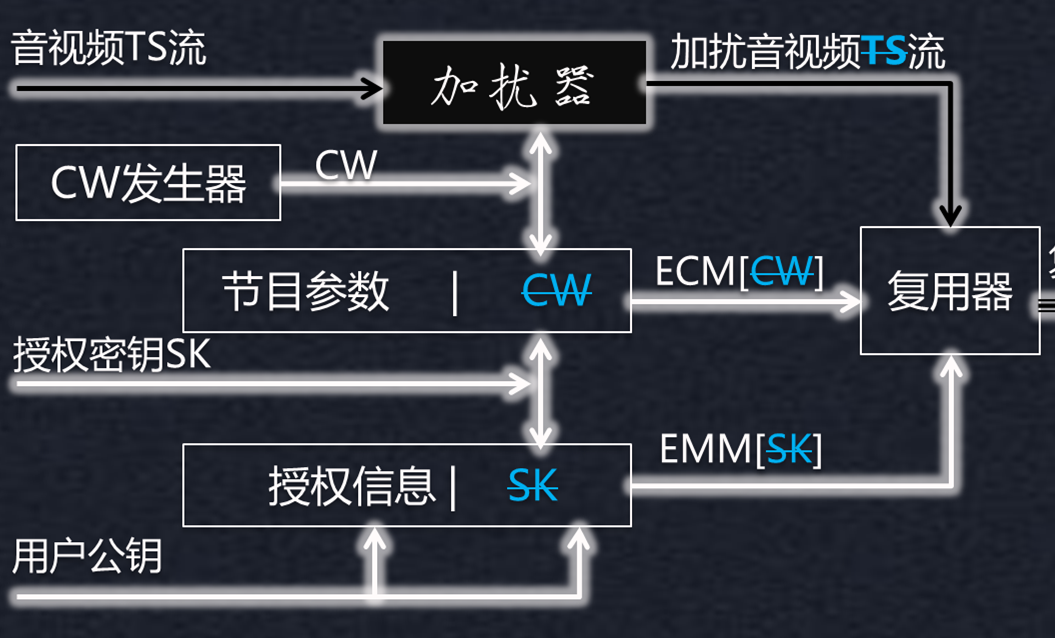 音视频TS流
加扰器
加扰音视频TS流
CW发生器
CW
节目参数 | CW
ECM[CW]
复用器
授权密钥SK
授权信息| SK
EMM[SK]
用户公钥